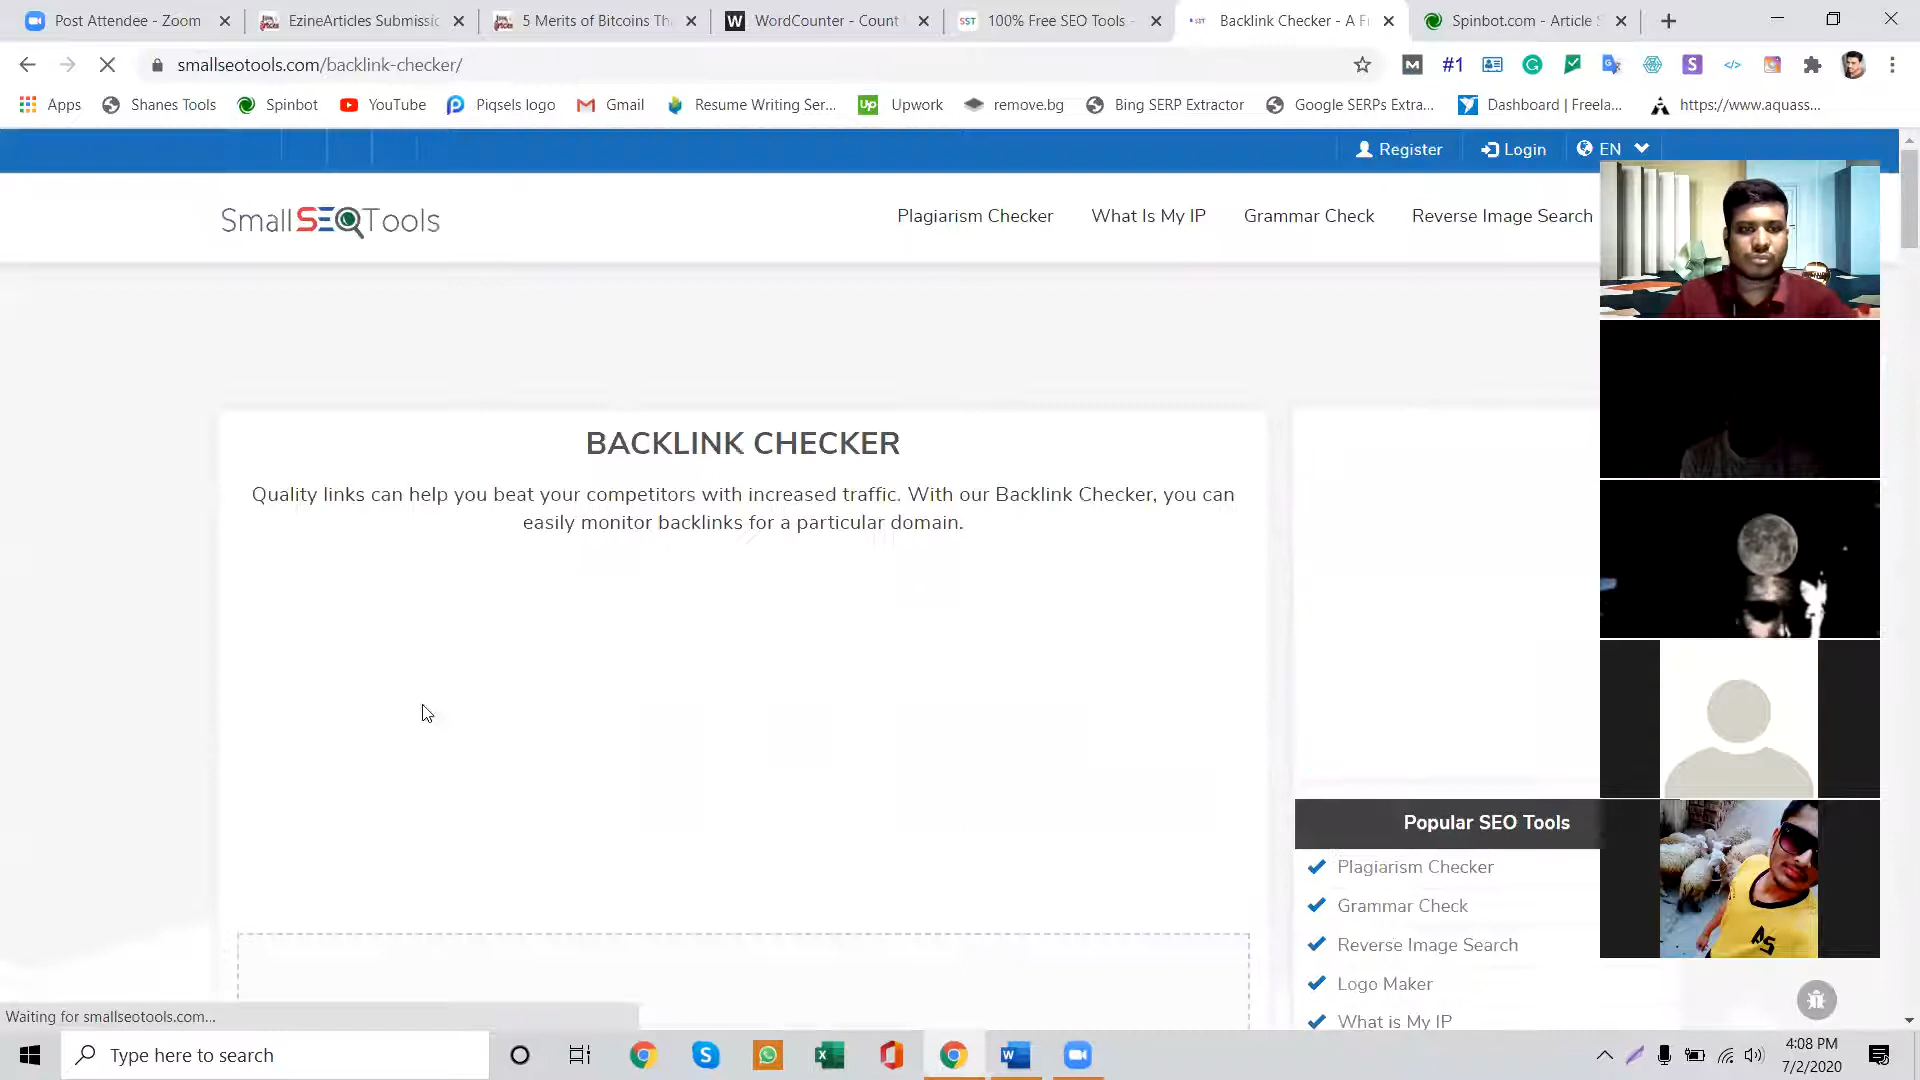 Post Attendee - Zoom
EzineArticles Submissic
5 Merits of Bitcoins Th
WordCounter - Count
100% Free SEO Tools -
Backlink Checker - A F
Spinbot.com - Article S
smallseotools.com/backlink-checker/
#1
Apps
Shanes Tools
Spinbot
YouTube
Piqsels logo
Gmail
Resume Writing Ser...
Upwork
remove.bg
Bing SERP Extractor
Google SERPs Extra...
Dashboard | Freela...
https://www.aquass...
Register
Login
EN
SmallSEOTools
Plagiarism Checker
What Is My IP
Grammar Check
Reverse Image Search
BACKLINK CHECKER
Quality links can help you beat your competitors with increased traffic. With our Backlink Checker, you can
easily monitor backlinks for a particular domain.
Popular SEO Tools
Plagiarism Checker
Grammar Check
Reverse Image Search
Logo Maker
What is My IP
Waiting for smallseotools.com...
Type here to search
4:08 PM
7/2/2020